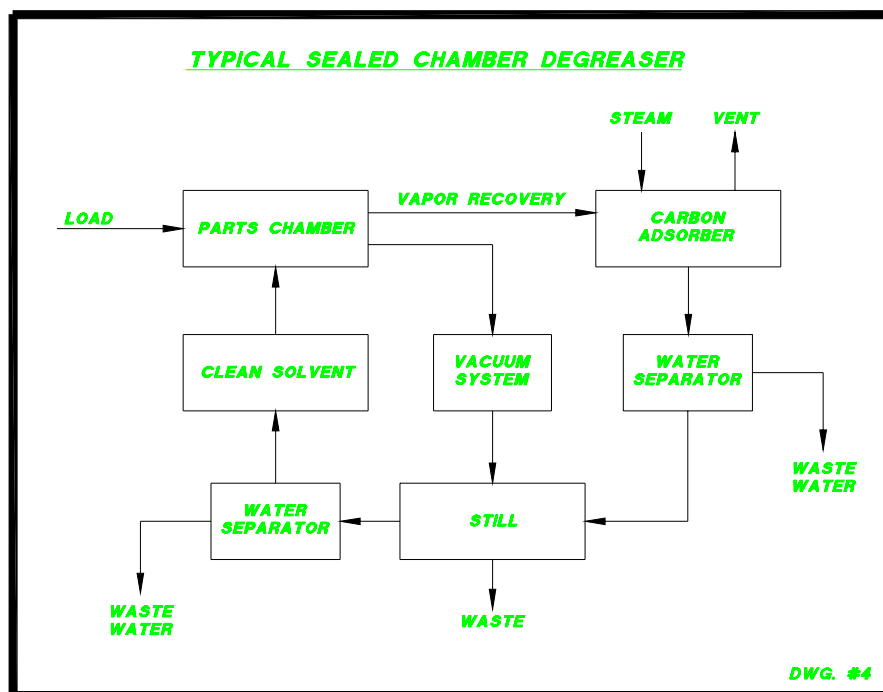 TYPICAL SEALED CHAMBER DEGREASER
STEAM
VENT
LOAD
PARTS CHAMBER
VAPOR RECOVERY
CARBON
ADSORBER
CLEAN SOLVENT
VACUUM
SYSTEM
WATER
SEPARATOR
WASTE
WATER
WATER
SEPARATOR
STILL
WASTE
WATER
WASTE
DWG. #4